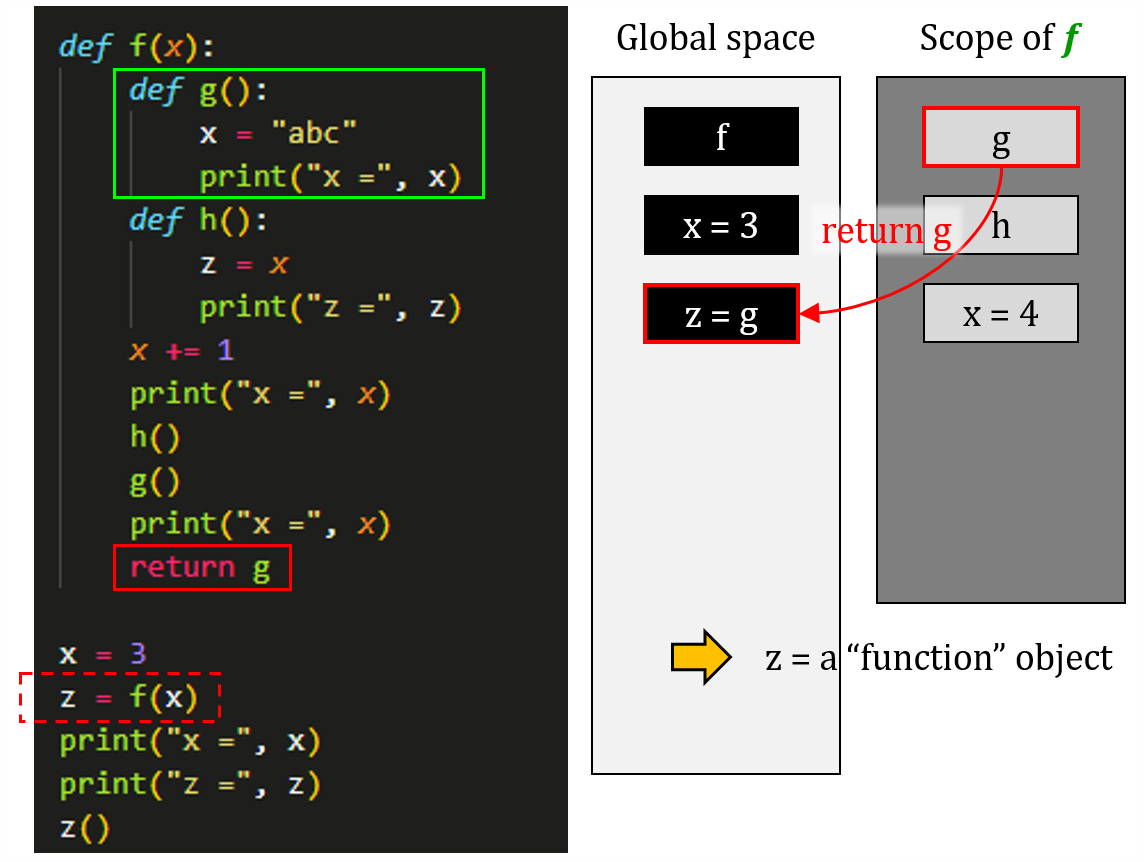 def f(x):
    def g():
        x = "abc"
        print("x =", x)
    def h():
        z = x
        print("z =", z)
    x += 1
    print("x =", x)
    h()
    g()
    print("x =", x)
    return g
x = 3
z = f(x)
print("x =", x)
print("z =", z)
z()
Global space
f
x = 3
z = g
return g
Scope of f
g
h
x = 4
z = a “function” object